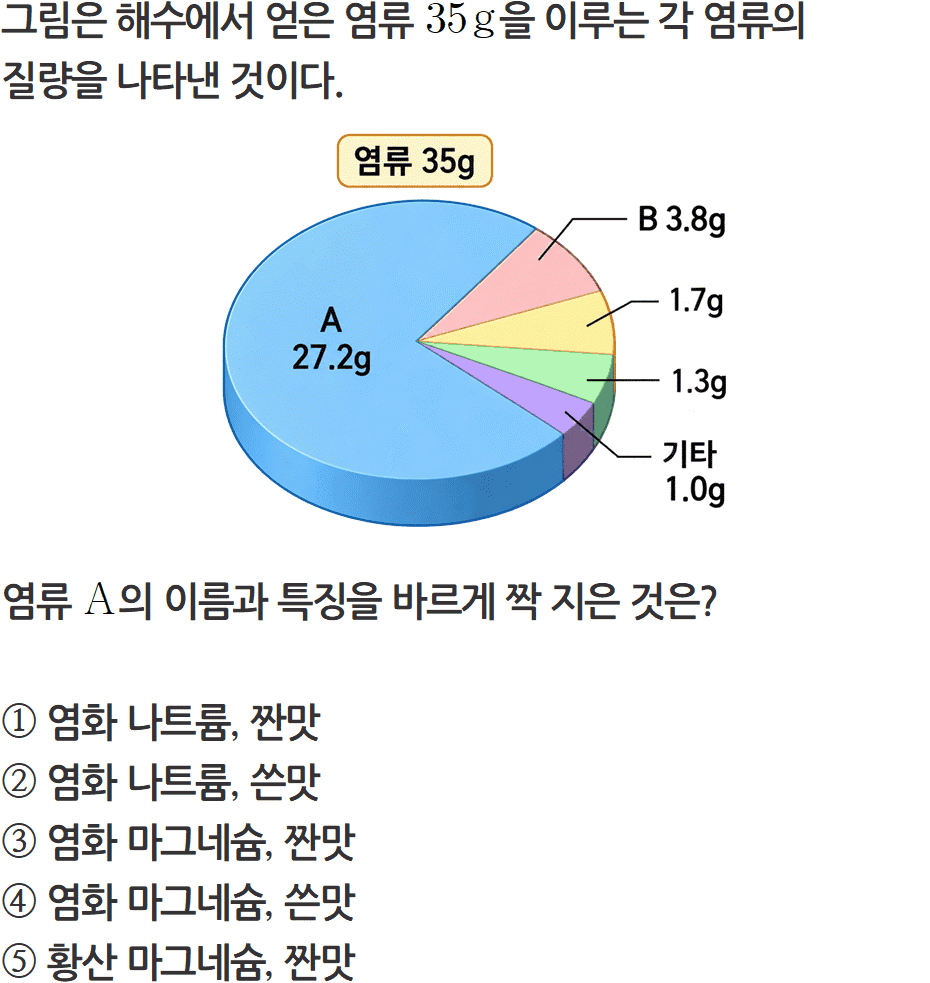 그림은 해수에서 얻은 염류 35 g을 이루는 각 염류의
질량을 나타낸 것이다.
염류 35g
B 3.8g
1.7g
A
27.2g
1.3g
기타
1.0g
염류 A의 이름과 특징을 바르게 짝 지은 것은?
① 염화 나트륨, 짠맛
② 염화 나트륨, 쓴맛
③ 염화 마그네슘, 짠맛
④ 염화 마그네슘, 쓴맛
⑤ 황산 마그네슘, 짠맛